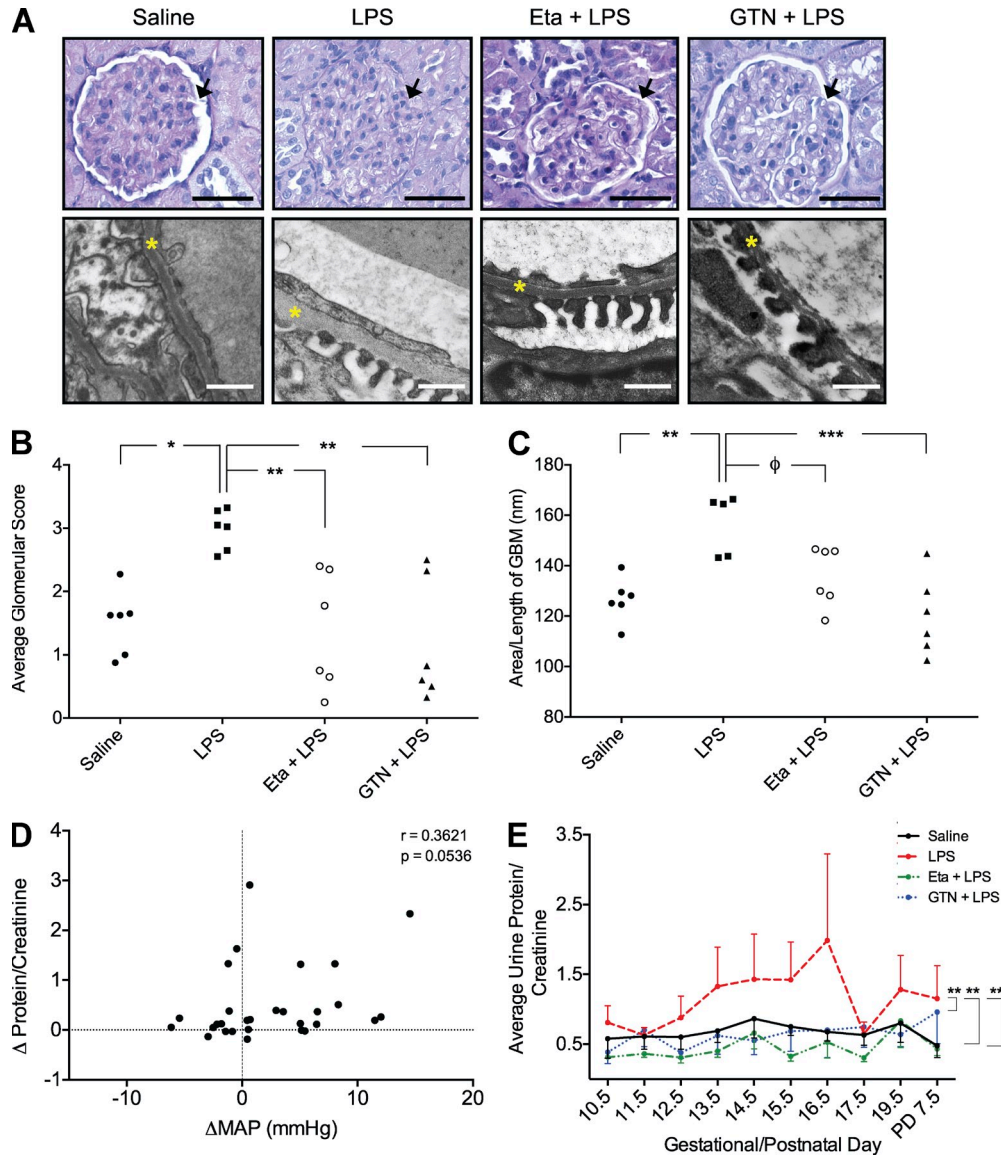 A
Saline
LPS
Eta + LPS
GTN + LPS
*
*
*
*
B
Average Glomerular Score
4
3
2
1
0
*
**
**
Saline
LPS
Eta + LPS
GTN + LPS
C
Area/Length of GBM (nm)
180
160
140
120
100
80
**
***
ϕ
Saline
LPS
Eta + LPS
GTN + LPS
D
Δ Protein/Creatinine
4
3
2
1
0
-1
r = 0.3621
p = 0.0536
-10
0
10
20
ΔMAP (mmHg)
E
Average Urine Protein/
Creatinine
3.5
2.5
1.5
0.5
Saline
LPS
Eta + LPS
GTN + LPS
** ** **
10.5
11.5
12.5
13.5
14.5
15.5
16.5
17.5
19.5
PD 7.5
Gestational/Postnatal Day